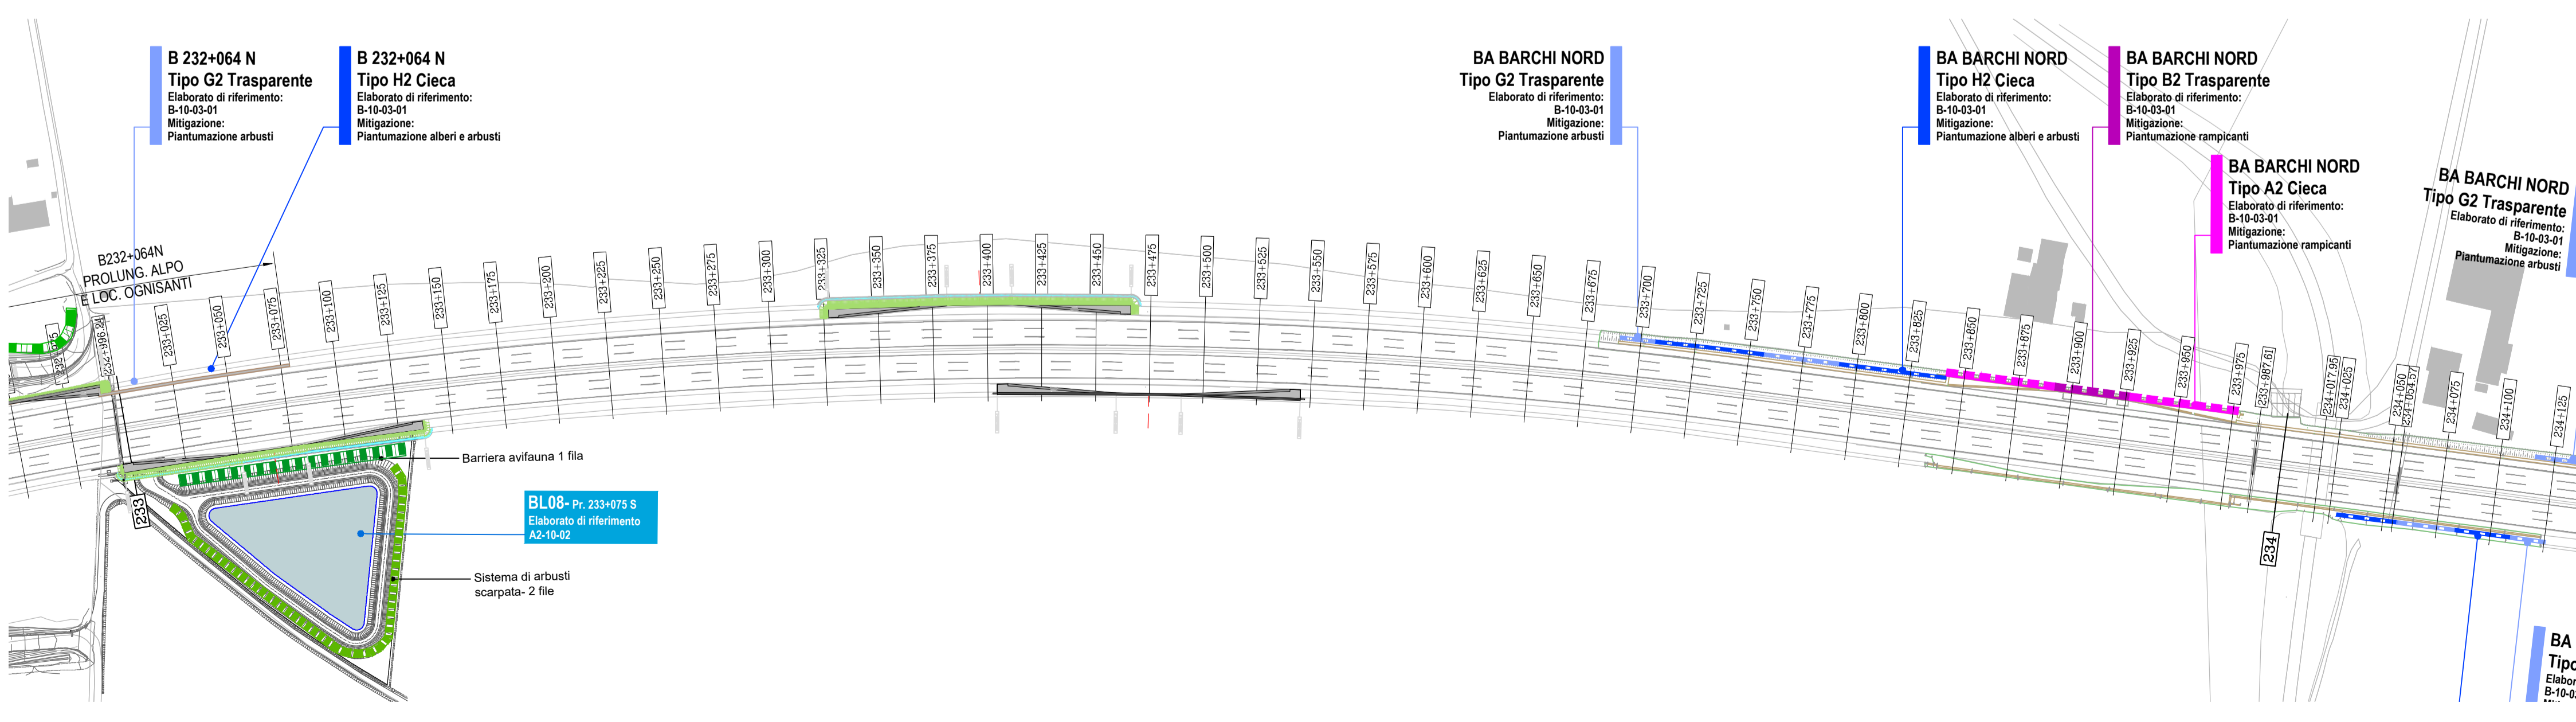 B 232+064 N
Tipo G2 Trasparente
Elaborato di riferimento:
B-10-03-01
Mitigazione:
Piantumazione arbusti
B 232+064 N
Tipo H2 Cieca
Elaborato di riferimento:
B-10-03-01
Mitigazione:
Piantumazione alberi e arbusti
BA BARCHI NORD
Tipo G2 Trasparente
Elaborato di riferimento:
B-10-03-01
Mitigazione:
Piantumazione arbusti
BA BARCHI NORD
Tipo H2 Cieca
Elaborato di riferimento:
B-10-03-01
Mitigazione:
Piantumazione alberi e arbusti
BA BARCHI NORD
Tipo B2 Trasparente
Elaborato di riferimento:
B-10-03-01
Mitigazione:
Piantumazione rampicanti
BA BARCHI NORD
Tipo A2 Cieca
Elaborato di riferimento:
B-10-03-01
Mitigazione:
Piantumazione rampicanti
BA BARCHI NORD
Tipo G2 Trasparente
Elaborato di riferimento:
B-10-03-01
Mitigazione:
Piantumazione arbusti
B232+064N
PROLUNG. ALPO
E LOC. OGNISANTI
232+996.24
233+025
233+050
233+075
233+100
233+125
233+150
233+175
233+200
233+225
233+250
233+275
233+300
233+325
233+350
233+375
233+400
233+425
233+450
233+475
233+500
233+525
233+550
233+575
233+600
233+625
233+650
233+675
233+700
233+725
233+750
233+775
233+800
233+825
233+850
233+875
233+900
233+925
233+950
233+975
233+987.61
234+017.95
234+025
234+050
234+054.57
234+075
234+100
234+125
233
234
Barriera avifauna 1 fila
BL08- Pr. 233+075 S
Elaborato di riferimento
A2-10-02
Sistema di arbusti
scarpata- 2 file
BA